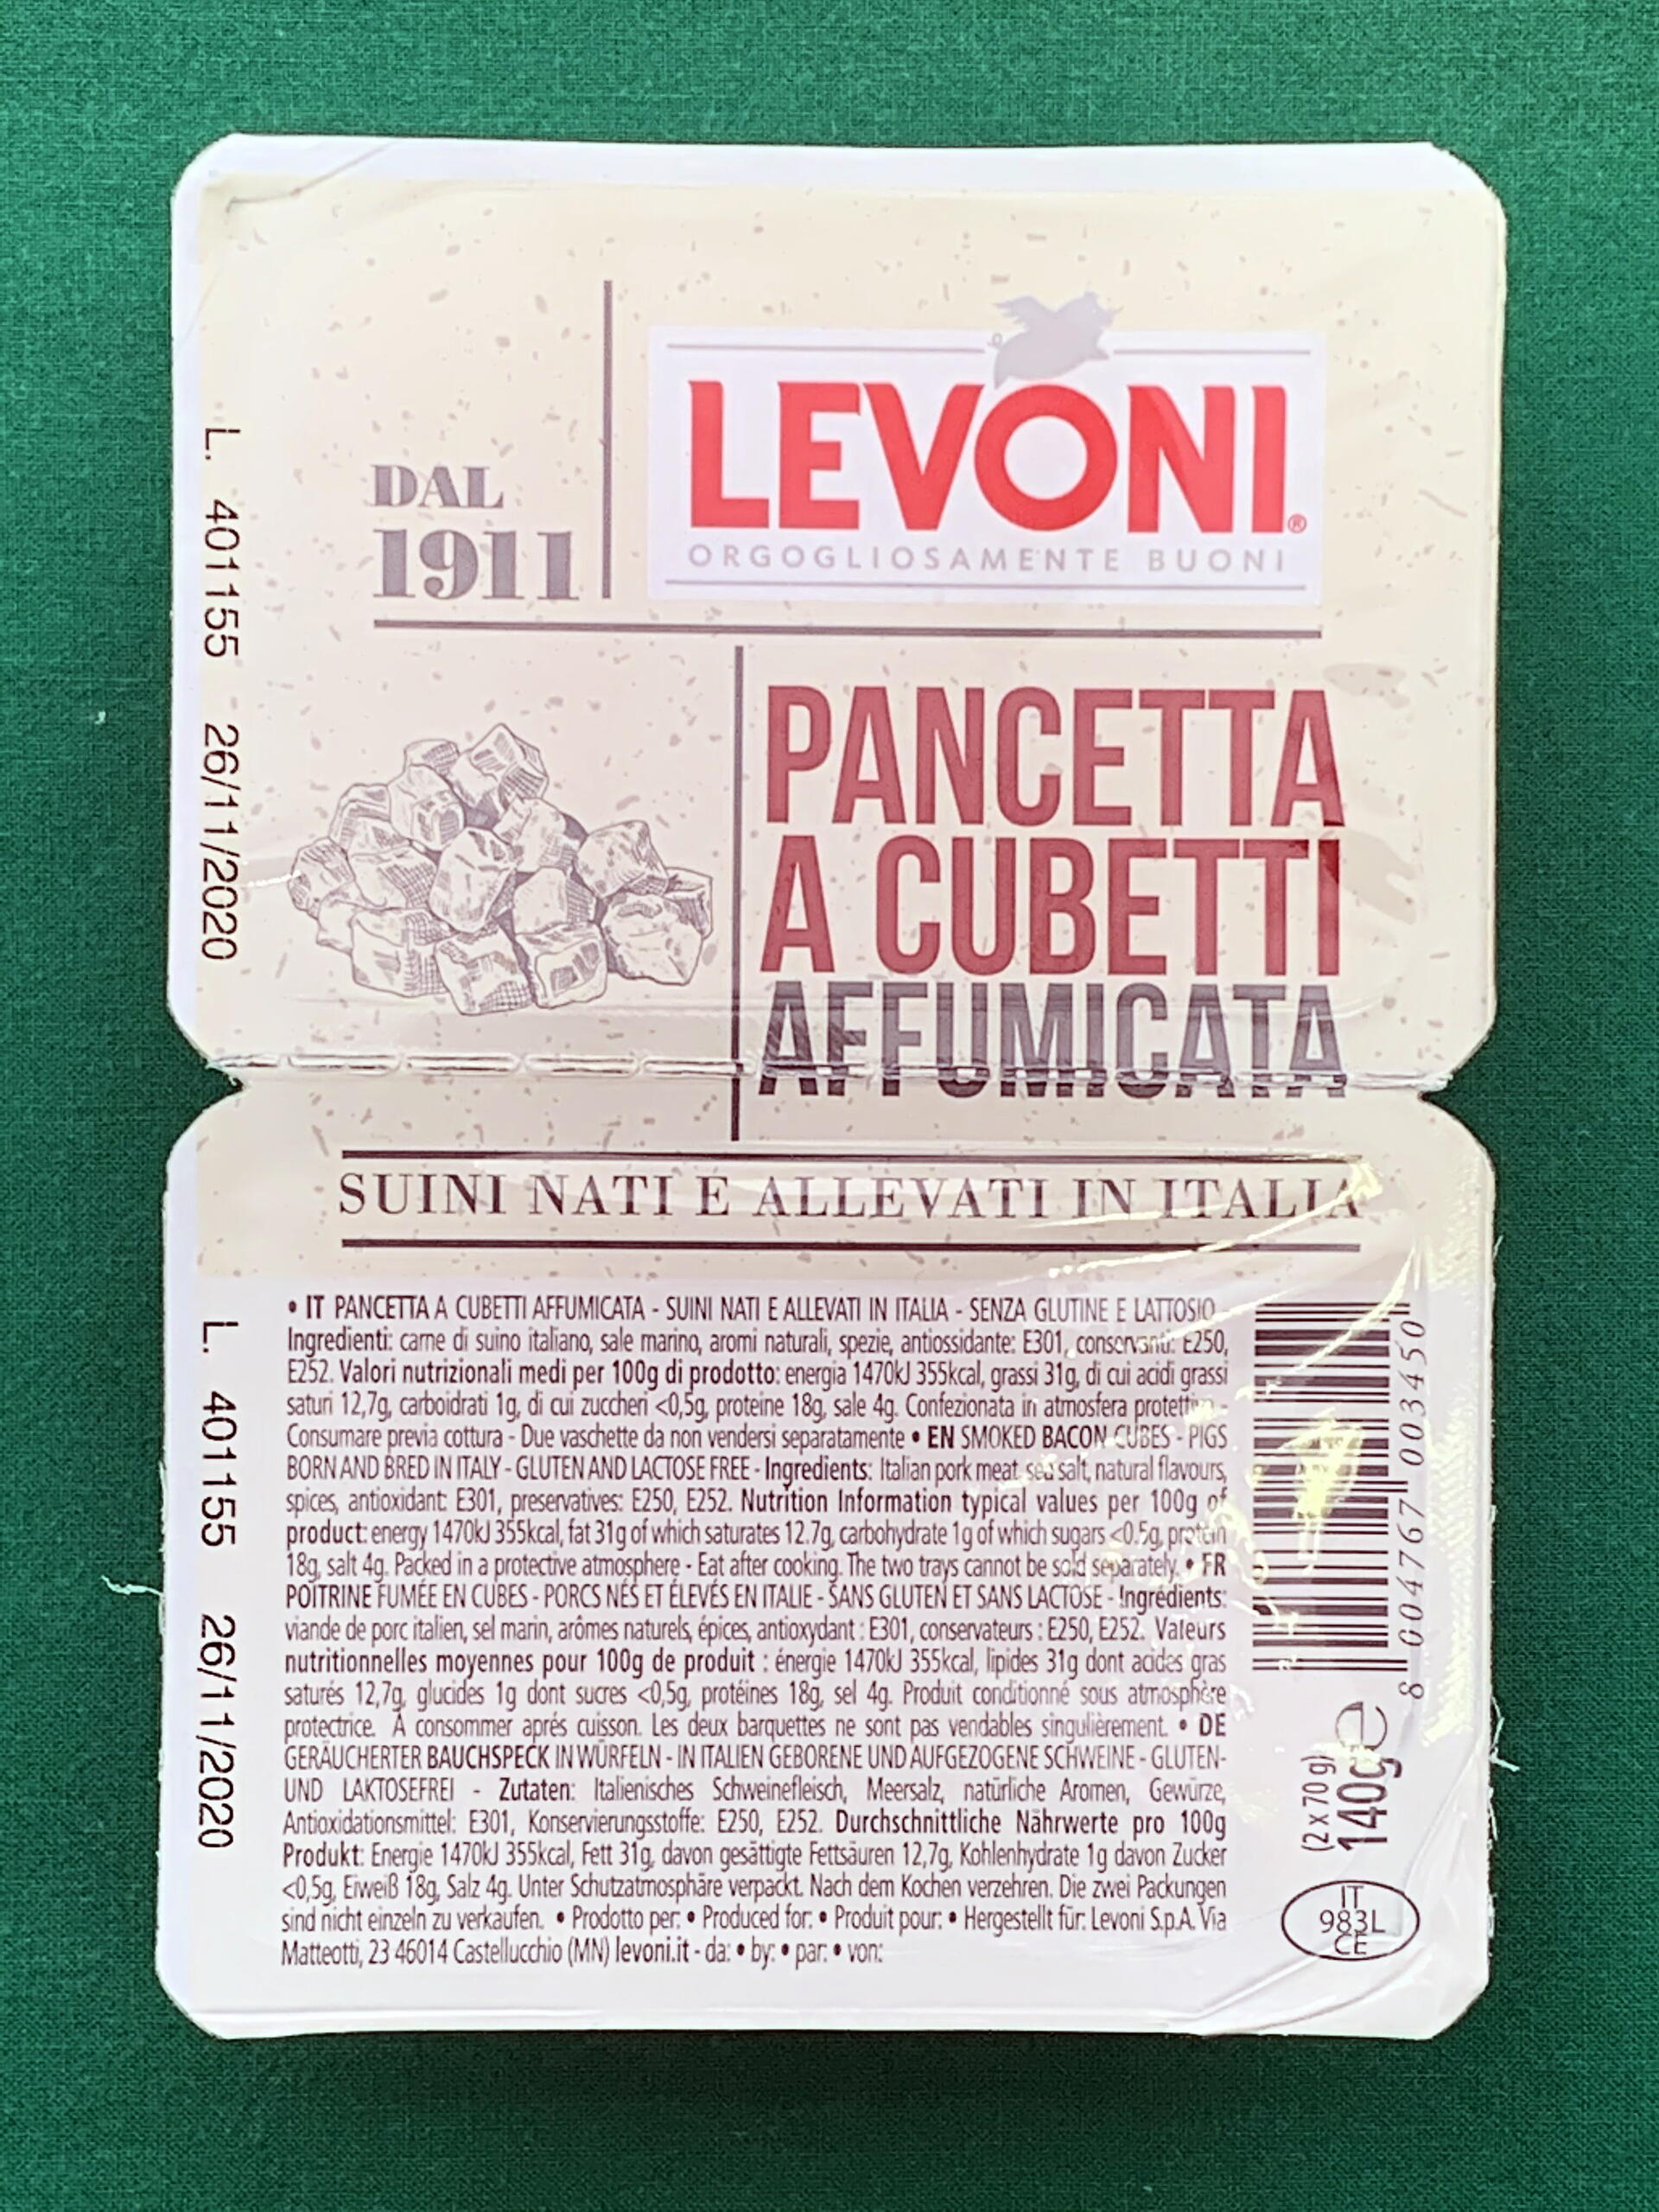 DAL
1911
LEVONI®
ORGOGLIOSAMENTE BUONI
PANCETTA
A CUBETTI
AFFUMICATA
SUINI NATI E ALLEVATI IN ITALIA
L. 401155 26/11/2020
• IT PANCETTA A CUBETTI AFFUMICATA - SUINI NATI E ALLEVATI IN ITALIA - SENZA GLUTINE E LATTOSIO -
Ingredienti: carne di suino italiano, sale marino, aromi naturali, spezie, antiossidante: E301, conservanti: E250,
E252. Valori nutrizionali medi per 100g di prodotto: energia 1470kJ 355kcal, grassi 31g, di cui acidi grassi
saturi 12,7g, carboidrati 1g, di cui zuccheri <0,5g, proteine 18g, sale 4g. Confezionata in atmosfera protettiva -
Consumare previa cottura - Due vaschette da non vendersi separatamente • EN SMOKED BACON CUBES - PIGS
BORN AND BRED IN ITALY - GLUTEN AND LACTOSE FREE - Ingredients: Italian pork meat, sea salt, natural flavours,
spices, antioxidant: E301, preservatives: E250, E252. Nutrition Information typical values per 100g of
product: energy 1470kJ 355kcal, fat 31g of which saturates 12.7g, carbohydrate 1g of which sugars <0.5g, protein
18g, salt 4g. Packed in a protective atmosphere - Eat after cooking. The two trays cannot be sold separately. • FR
POITRINE FUMÉE EN CUBES - PORCS NÉS ET ÉLEVÉS EN ITALIE - SANS GLUTEN ET SANS LACTOSE - Ingrédients:
viande de porc italien, sel marin, arômes naturels, épices, antioxydant : E301, conservateurs : E250, E252. Valeurs
nutritionnelles moyennes pour 100g de produit : énergie 1470kJ 355kcal, lipides 31g dont acides gras
saturés 12,7g, glucides 1g dont sucres <0,5g, protéines 18g, sel 4g. Produit conditionné sous atmosphère
protectrice. À consommer aprés cuisson. Les deux barquettes ne sont pas vendables singulièrement. • DE
GERÄUCHERTER BAUCHSPECK IN WÜRFELN - IN ITALIEN GEBORENE UND AUFGEZOGENE SCHWEINE - GLUTEN-
UND LAKTOSEFREI - Zutaten: Italienisches Schweinefleisch, Meersalz, natürliche Aromen, Gewürze,
Antioxidationsmittel: E301, Konservierungsstoffe: E250, E252. Durchschnittliche Nährwerte pro 100g
Produkt: Energie 1470kJ 355kcal, Fett 31g, davon gesättigte Fettsäuren 12,7g, Kohlenhydrate 1g davon Zucker
<0,5g, Eiweiß 18g, Salz 4g. Unter Schutzatmosphäre verpackt. Nach dem Kochen verzehren. Die zwei Packungen
sind nicht einzeln zu verkaufen. • Prodotto per: • Produced for: • Produit pour: • Hergestellt für: Levoni S.p.A. Via
Matteotti, 23 46014 Castellucchio (MN) levoni.it - da: • by: • par: • von:
8 004767 003450
(2 x 70 g)
140g e
IT
983L
CE
L. 401155 26/11/2020